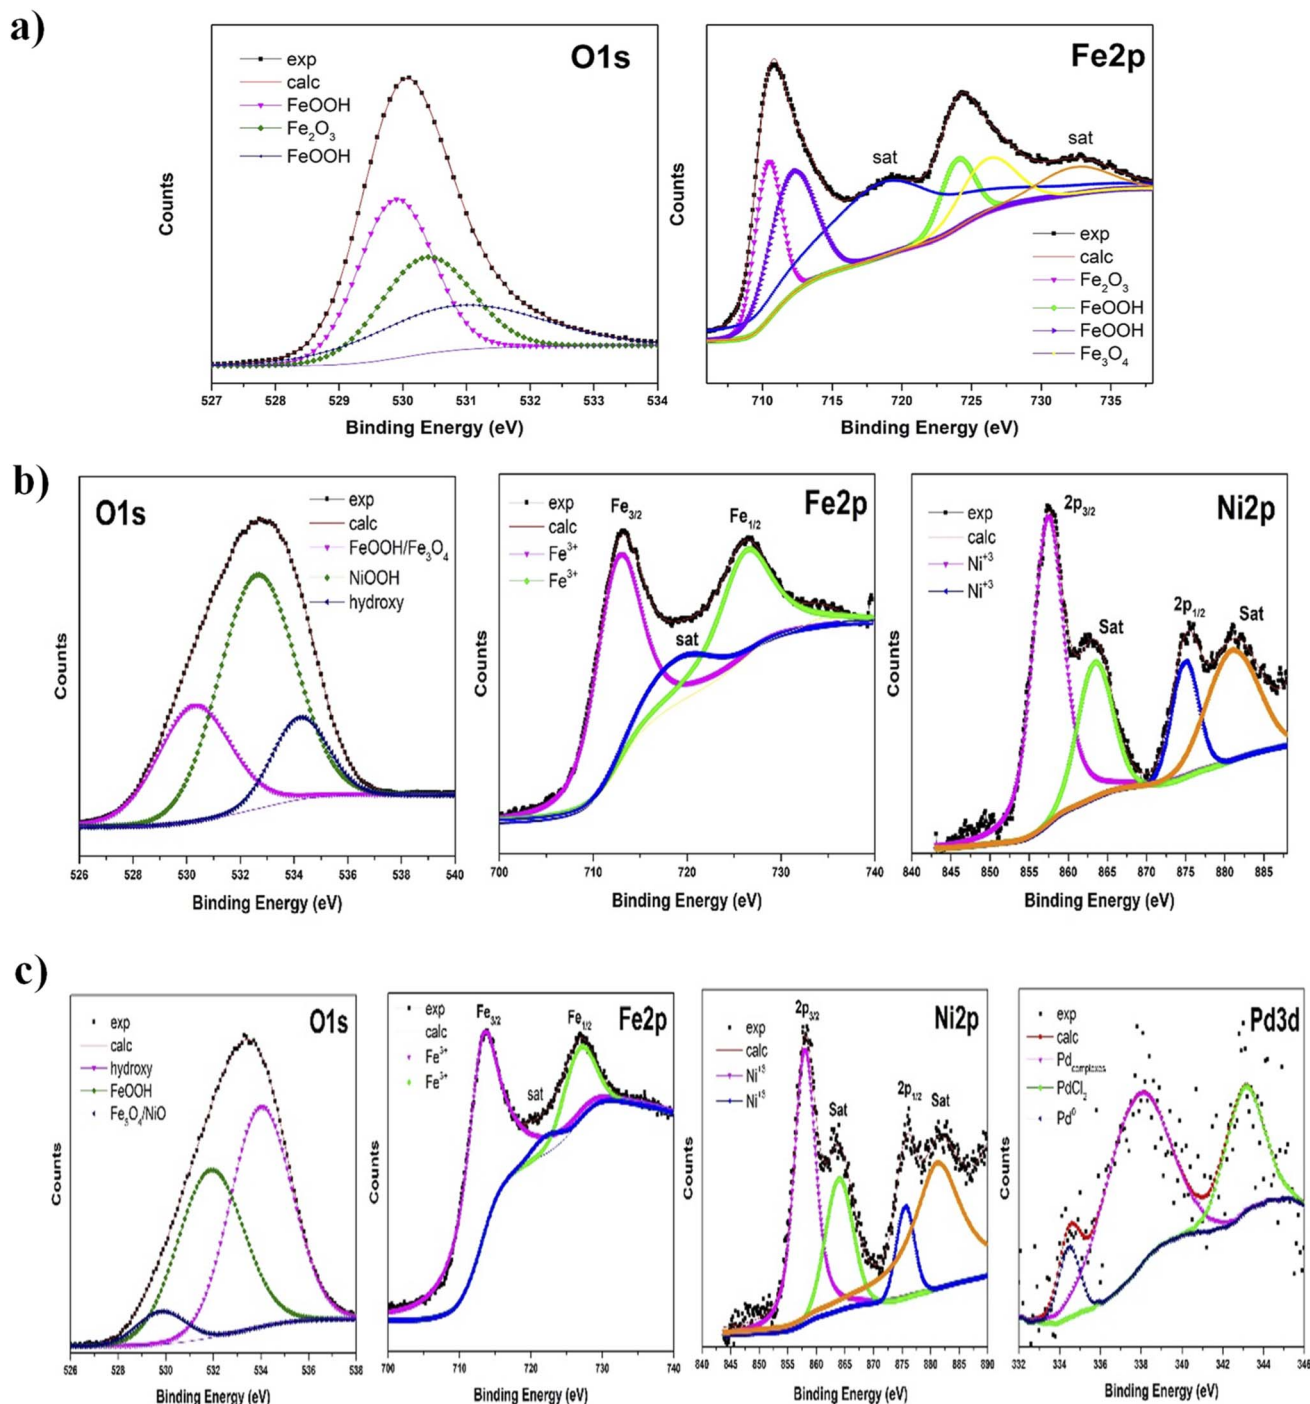 a)
O1s
exp
calc
FeOOH
Fe₂O₃
FeOOH
Counts
527 528 529 530 531 532 533 534
Binding Energy (eV)
Fe2p
sat
sat
exp
calc
Fe₂O₃
FeOOH
FeOOH
Fe₃O₄
Counts
710 715 720 725 730 735
Binding Energy (eV)
b)
O1s
exp
calc
FeOOH/Fe₃O₄
NiOOH
hydroxy
Counts
526 528 530 532 534 536 538 540
Binding Energy (eV)
Fe2p
exp
calc
Fe³⁺
Fe³⁺
Fe3/2
Fe1/2
sat
Counts
700 710 720 730 740
Binding Energy (eV)
Ni2p
exp
calc
Ni⁺³
Ni⁺³
2p3/2
Sat
2p1/2
Sat
Counts
840 845 850 855 860 865 870 875 880 885
Binding Energy (eV)
c)
O1s
exp
calc
hydroxy
FeOOH
Fe₃O₄/NiO
Counts
526 528 530 532 534 536 538
Binding Energy (eV)
Fe2p
exp
calc
Fe³⁺
Fe³⁺
Fe3/2
Fe1/2
sat
Counts
700 710 720 730 740
Binding Energy (eV)
Ni2p
exp
calc
Ni⁺³
Ni⁺³
2p3/2
Sat
2p1/2
Sat
Counts
840 845 850 855 860 865 870 875 880 885 890
Binding Energy (eV)
Pd3d
exp
calc
Pdcomplexes
PdCl₂
Pd⁰
Counts
332 334 336 338 340 342 344 346
Binding Energy (eV)